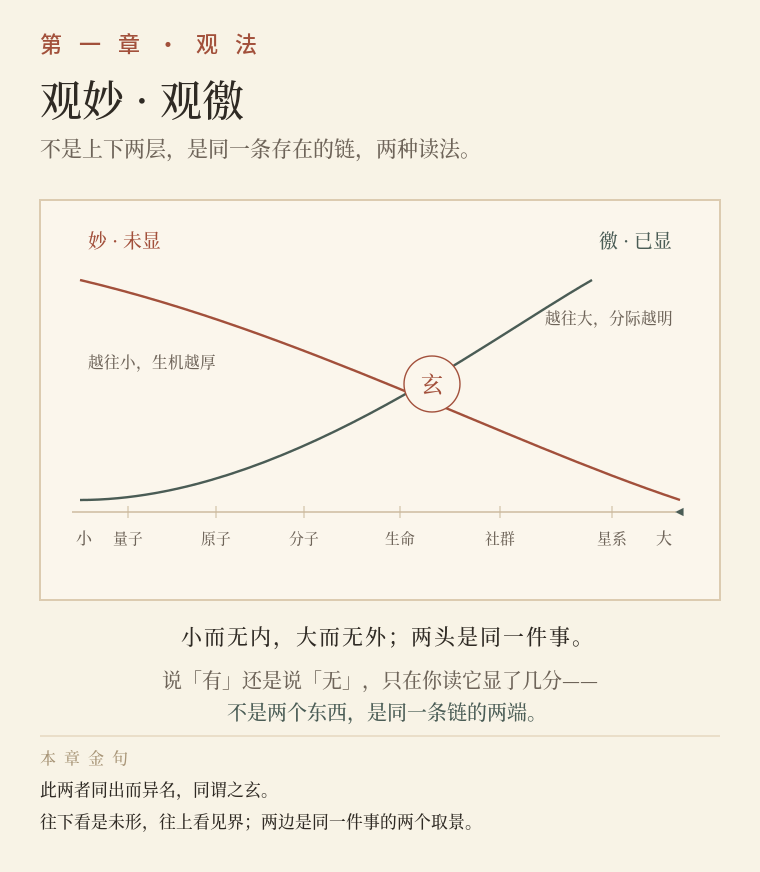 第一章·观法
观妙·观徼
不是上下两层，是同一条存在的链，两种读法。
妙·未显
徼·已显
越往大，分际越明
越往小，生机越厚
玄
小 量子 原子 分子 生命 社群 星系 大
小而无内，大而无外；两头是同一件事。
说「有」还是说「无」，只在你读它显了几分——
不是两个东西，是同一条链的两端。
本章金句
此两者同出而异名，同谓之玄。
往下看是未形，往上看见界；两边是同一件事的两个取景。